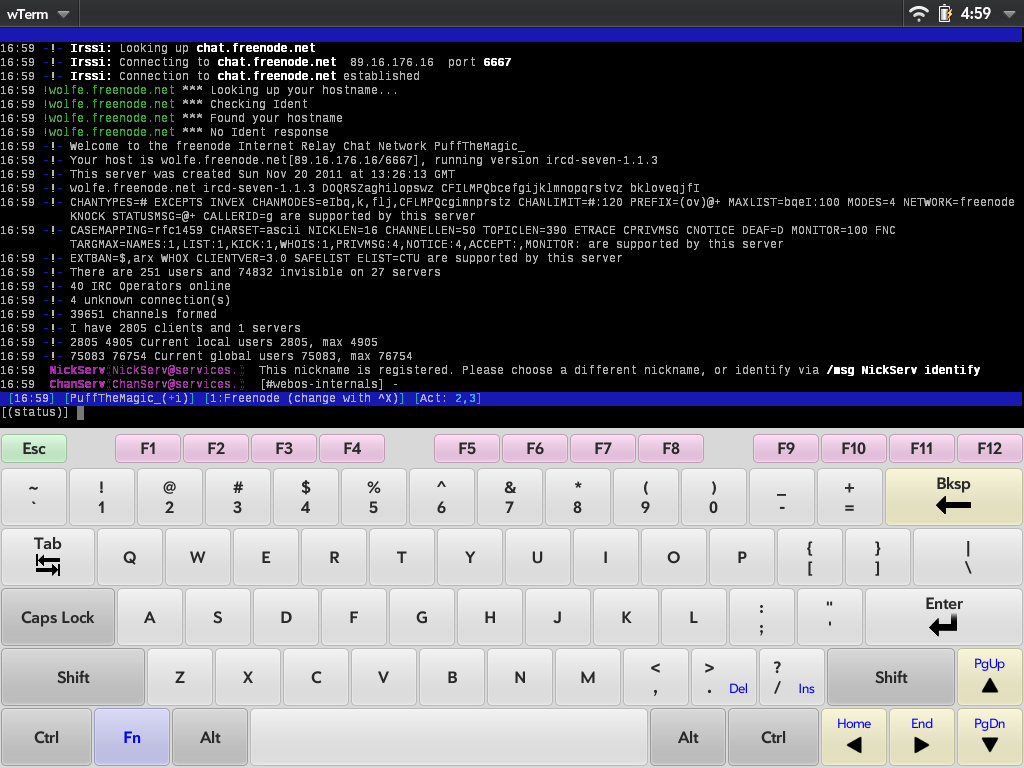 wTerm 4:59
16:59 -!- Irssi: Looking up chat.freenode.net
16:59 -!- Irssi: Connecting to chat.freenode.net 89.16.176.16 port 6667
16:59 -!- Irssi: Connection to chat.freenode.net established
16:59 !wolfe.freenode.net *** Looking up your hostname...
16:59 !wolfe.freenode.net *** Checking Ident
16:59 !wolfe.freenode.net *** Found your hostname
16:59 !wolfe.freenode.net *** No Ident response
16:59 -!- Welcome to the freenode Internet Relay Chat Network PuffTheMagic_
16:59 -!- Your host is wolfe.freenode.net[89.16.176.16/6667], running version ircd-seven-1.1.3
16:59 -!- This server was created Sun Nov 20 2011 at 13:26:13 GMT
16:59 -!- wolfe.freenode.net ircd-seven-1.1.3 DOQRSZaghilopswz CFILMPQbcefgijklmnopqrstvz bkloveqjfI
16:59 -!- CHANTYPES=# EXCEPTS INVEX CHANMODES=eIbq,k,flj,CFLMPQcgimnprstz CHANLIMIT=#:120 PREFIX=(ov)@+ MAXLIST=bqeI:100 MODES=4 NETWORK=freenode
KNOCK STATUSMSG=@+ CALLERID=g are supported by this server
16:59 -!- CASEMAPPING=rfc1459 CHARSET=ascii NICKLEN=16 CHANNELLEN=50 TOPICLEN=390 ETRACE CPRIVMSG CNOTICE DEAF=D MONITOR=100 FNC
TARGMAX=NAMES:1,LIST:1,KICK:1,WHOIS:1,PRIVMSG:4,NOTICE:4,ACCEPT:,MONITOR: are supported by this server
16:59 -!- EXTBAN=$,arx WHOX CLIENTVER=3.0 SAFELIST ELIST=CTU are supported by this server
16:59 -!- There are 251 users and 74832 invisible on 27 servers
16:59 -!- 40 IRC Operators online
16:59 -!- 4 unknown connection(s)
16:59 -!- 39651 channels formed
16:59 -!- I have 2805 clients and 1 servers
16:59 -!- 2805 4905 Current local users 2805, max 4905
16:59 -!- 75083 76754 Current global users 75083, max 76754
16:59 NickServ[NickServ@services.] This nickname is registered. Please choose a different nickname, or identify via /msg NickServ identify
16:59 ChanServ[ChanServ@services.] [#webos-internals] -
[16:59] [PuffTheMagic_(+i)] [1:Freenode (change with ^X)] [Act: 2,3]
[(status)]
Esc F1 F2 F3 F4 F5 F6 F7 F8 F9 F10 F11 F12
~ ! @ # $ % ^ & * ( ) _ + Bksp
` 1 2 3 4 5 6 7 8 9 0 - =
Tab Q W E R T Y U I O P { } |
[ ] \
Caps Lock A S D F G H J K L : " Enter
; '
Shift Z X C V B N M < > ? Shift PgUp
, . Del / Ins
Ctrl Fn Alt Alt Ctrl Home End PgDn